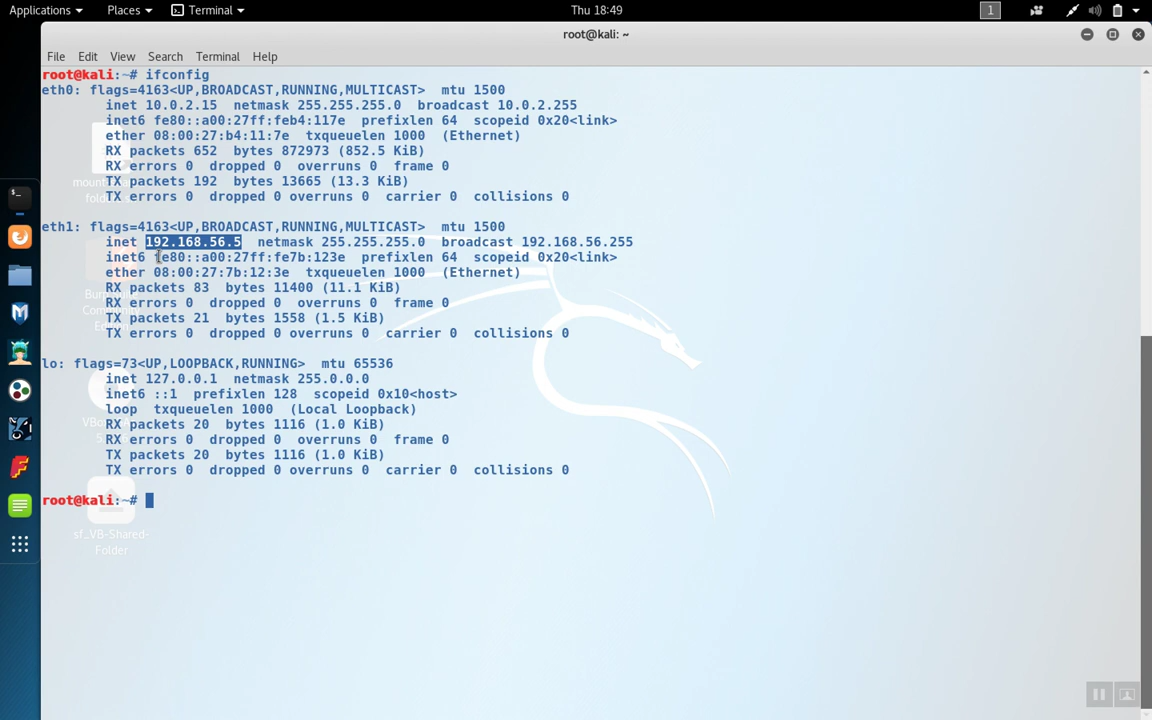 Applications Places Terminal Thu 18:49 1
root@kali: ~
File Edit View Search Terminal Help
root@kali:~# ifconfig
eth0: flags=4163<UP,BROADCAST,RUNNING,MULTICAST>  mtu 1500
        inet 10.0.2.15  netmask 255.255.255.0  broadcast 10.0.2.255
        inet6 fe80::a00:27ff:feb4:117e  prefixlen 64  scopeid 0x20<link>
        ether 08:00:27:b4:11:7e  txqueuelen 1000  (Ethernet)
        RX packets 652  bytes 872973 (852.5 KiB)
        RX errors 0  dropped 0  overruns 0  frame 0
        TX packets 192  bytes 13665 (13.3 KiB)
        TX errors 0  dropped 0 overruns 0  carrier 0  collisions 0
eth1: flags=4163<UP,BROADCAST,RUNNING,MULTICAST>  mtu 1500
        inet 192.168.56.5  netmask 255.255.255.0  broadcast 192.168.56.255
        inet6 fe80::a00:27ff:fe7b:123e  prefixlen 64  scopeid 0x20<link>
        ether 08:00:27:7b:12:3e  txqueuelen 1000  (Ethernet)
        RX packets 83  bytes 11400 (11.1 KiB)
        RX errors 0  dropped 0  overruns 0  frame 0
        TX packets 21  bytes 1558 (1.5 KiB)
        TX errors 0  dropped 0 overruns 0  carrier 0  collisions 0
lo: flags=73<UP,LOOPBACK,RUNNING>  mtu 65536
        inet 127.0.0.1  netmask 255.0.0.0
        inet6 ::1  prefixlen 128  scopeid 0x10<host>
        loop  txqueuelen 1000  (Local Loopback)
        RX packets 20  bytes 1116 (1.0 KiB)
        RX errors 0  dropped 0  overruns 0  frame 0
        TX packets 20  bytes 1116 (1.0 KiB)
        TX errors 0  dropped 0 overruns 0  carrier 0  collisions 0
root@kali:~#
sf_VB-Shared-
Folder